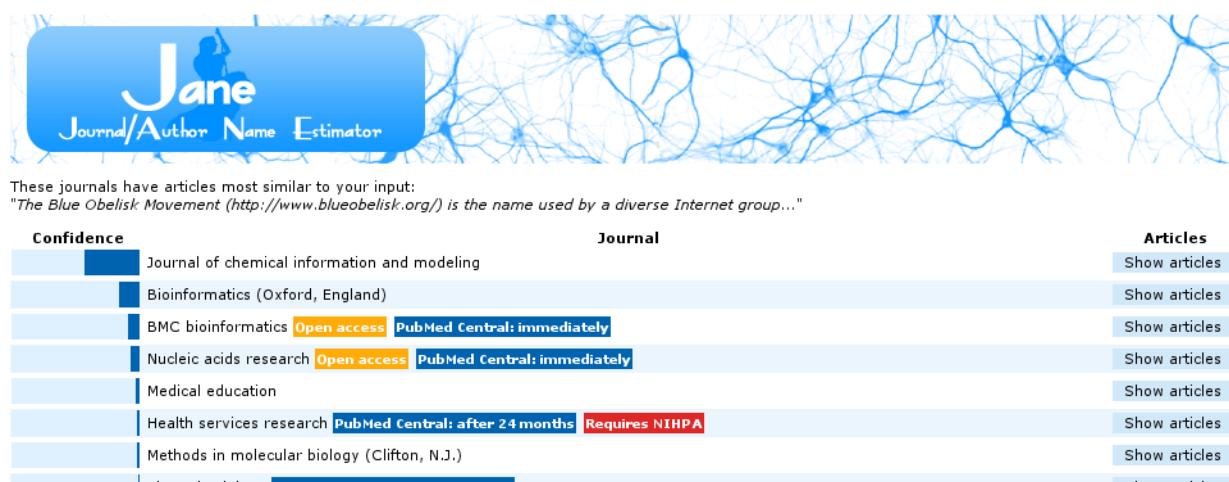 Jane
Journal/Author Name Estimator
These journals have articles most similar to your input:
"The Blue Obelisk Movement (http://www.blueobelisk.org/) is the name used by a diverse Internet group..."
Confidence Journal Articles
Journal of chemical information and modeling Show articles
Bioinformatics (Oxford, England) Show articles
BMC bioinformatics Open access PubMed Central: immediately Show articles
Nucleic acids research Open access PubMed Central: immediately Show articles
Medical education Show articles
Health services research PubMed Central: after 24 months Requires NIHPA Show articles
Methods in molecular biology (Clifton, N.J.) Show articles